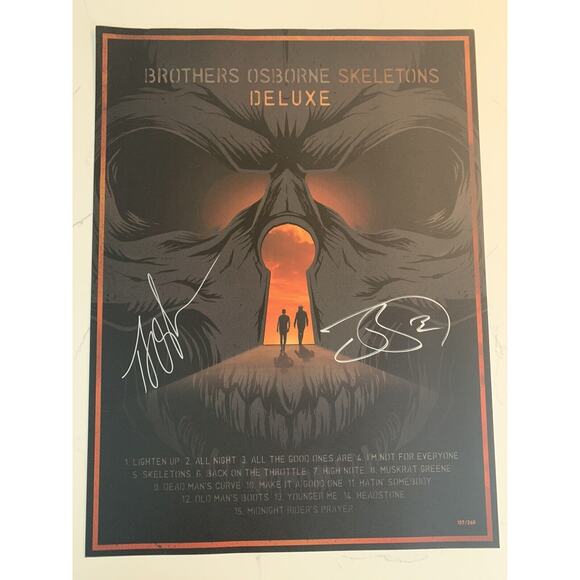 BROTHERS OSBORNE SKELETONS
DELUXE
1. LIGHTEN UP 2. ALL NIGHT 3. ALL THE GOOD ONES ARE 4. I'M NOT FOR EVERYONE
5. SKELETONS 6. BACK ON THE THROTTLE 7. HIGH NOTE 8. MUSKRAT GREENE
9. DEAD MAN'S CURVE 10. MAKE IT A GOOD ONE 11. HATIN' SOMEBODY
12. OLD MAN'S BOOTS 13. YOUNGER ME 14. HEADSTONE
15. MIDNIGHT RIDER'S PRAYER